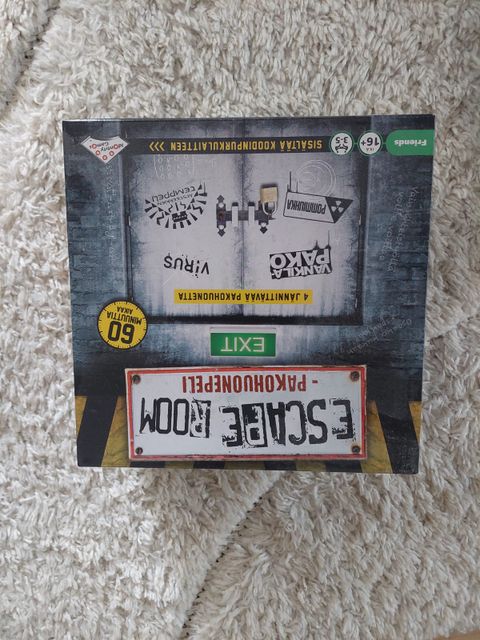 ESCAPE ROOM
- PAKOHUONEPELI
EXIT
60
MINUUTTIA
AIKAA
4 JÄNNITTÄVÄÄ PAKOHUONETTA
VANKILA
PAKO
VIRUS
POMMIUHKA
TEMPPELI
SISÄLTÄÄ KOODINPURKULAITTEEN >>>
Friends
IKÄ
16+
3-5